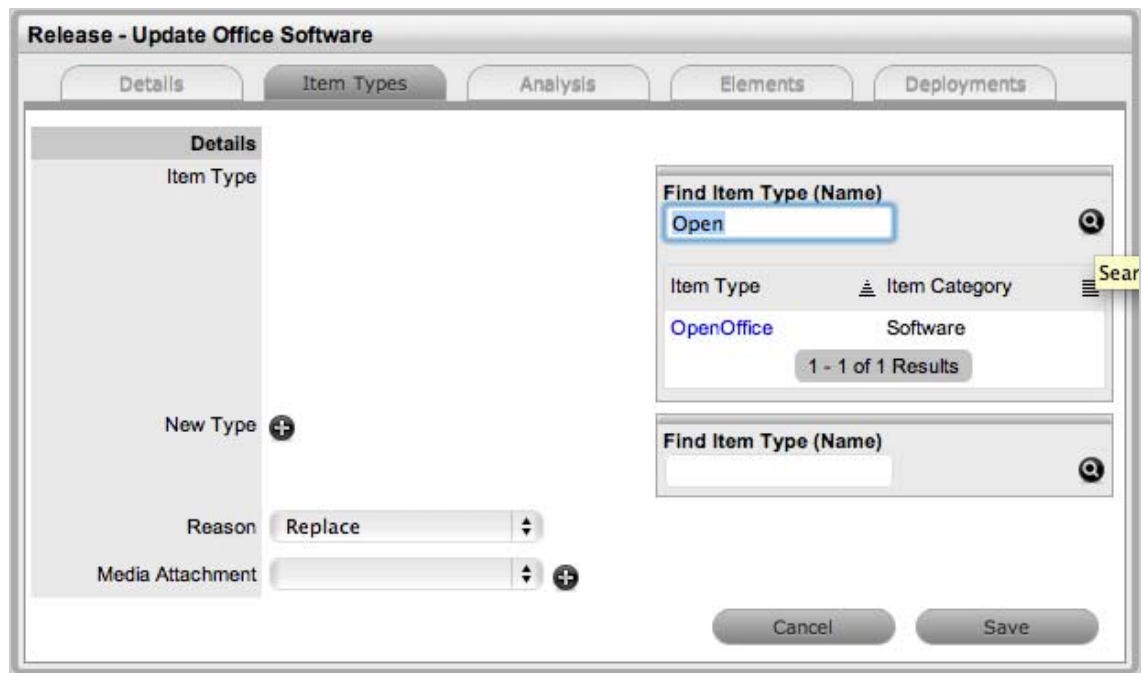 Release - Update Office Software
Details Item Types Analysis Elements Deployments
Details
Item Type
Find Item Type (Name)
Open
Sear
Item Type Item Category
OpenOffice Software
1 - 1 of 1 Results
New Type
Find Item Type (Name)
Reason Replace
Media Attachment
Cancel Save